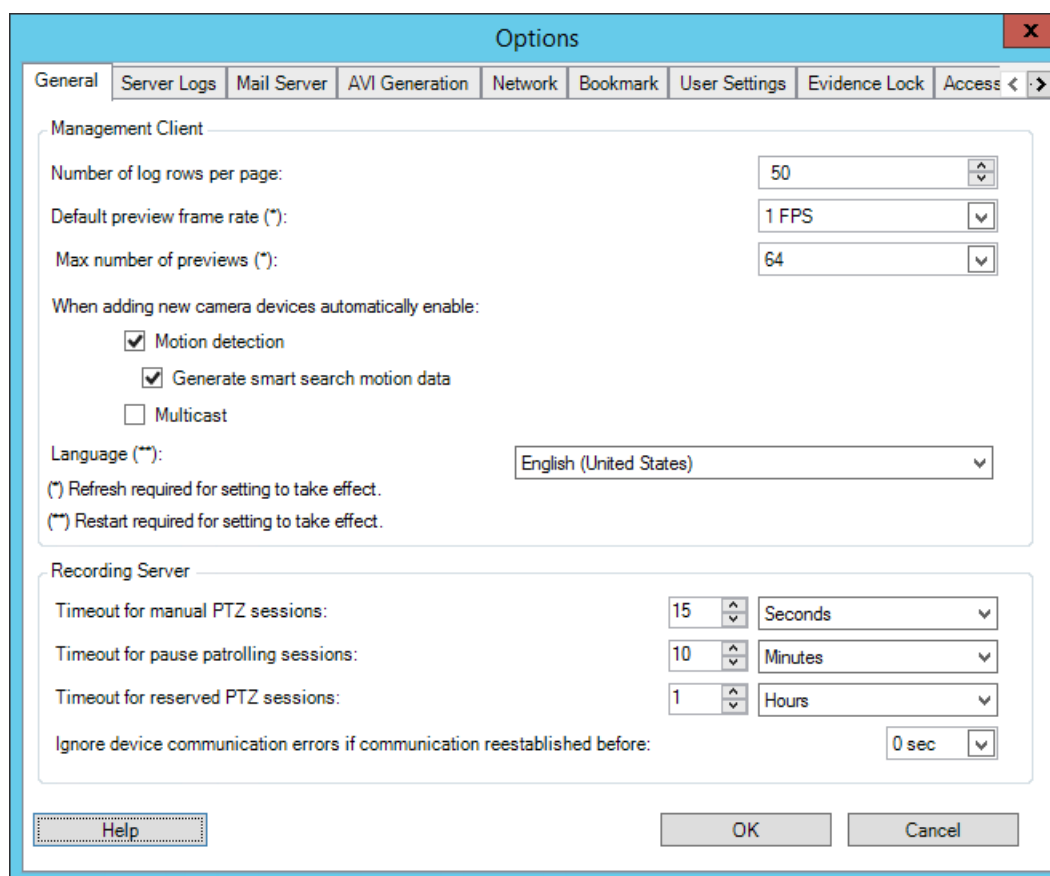 Options
x
General Server Logs Mail Server AVI Generation Network Bookmark User Settings Evidence Lock Access
Management Client
Number of log rows per page: 50
Default preview frame rate (*): 1 FPS
Max number of previews (*): 64
When adding new camera devices automatically enable:
Motion detection
Generate smart search motion data
Multicast
Language (**): English (United States)
(*) Refresh required for setting to take effect.
(**) Restart required for setting to take effect.
Recording Server
Timeout for manual PTZ sessions: 15 Seconds
Timeout for pause patrolling sessions: 10 Minutes
Timeout for reserved PTZ sessions: 1 Hours
Ignore device communication errors if communication reestablished before: 0 sec
Help OK Cancel